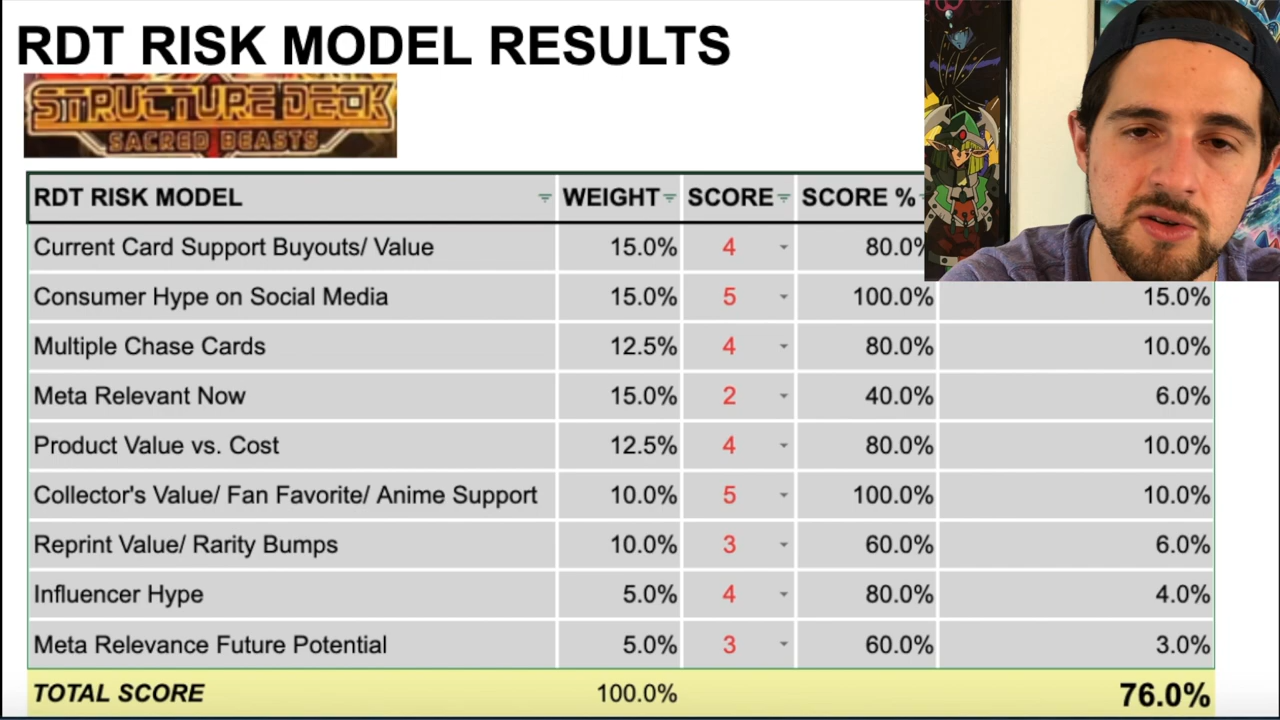 RDT RISK MODEL RESULTS
STRUCTURE DECK
SACRED BEASTS
RDT RISK MODEL WEIGHT SCORE SCORE %
Current Card Support Buyouts/ Value 15.0% 4 80.0%
Consumer Hype on Social Media 15.0% 5 100.0% 15.0%
Multiple Chase Cards 12.5% 4 80.0% 10.0%
Meta Relevant Now 15.0% 2 40.0% 6.0%
Product Value vs. Cost 12.5% 4 80.0% 10.0%
Collector's Value/ Fan Favorite/ Anime Support 10.0% 5 100.0% 10.0%
Reprint Value/ Rarity Bumps 10.0% 3 60.0% 6.0%
Influencer Hype 5.0% 4 80.0% 4.0%
Meta Relevance Future Potential 5.0% 3 60.0% 3.0%
TOTAL SCORE 100.0% 76.0%